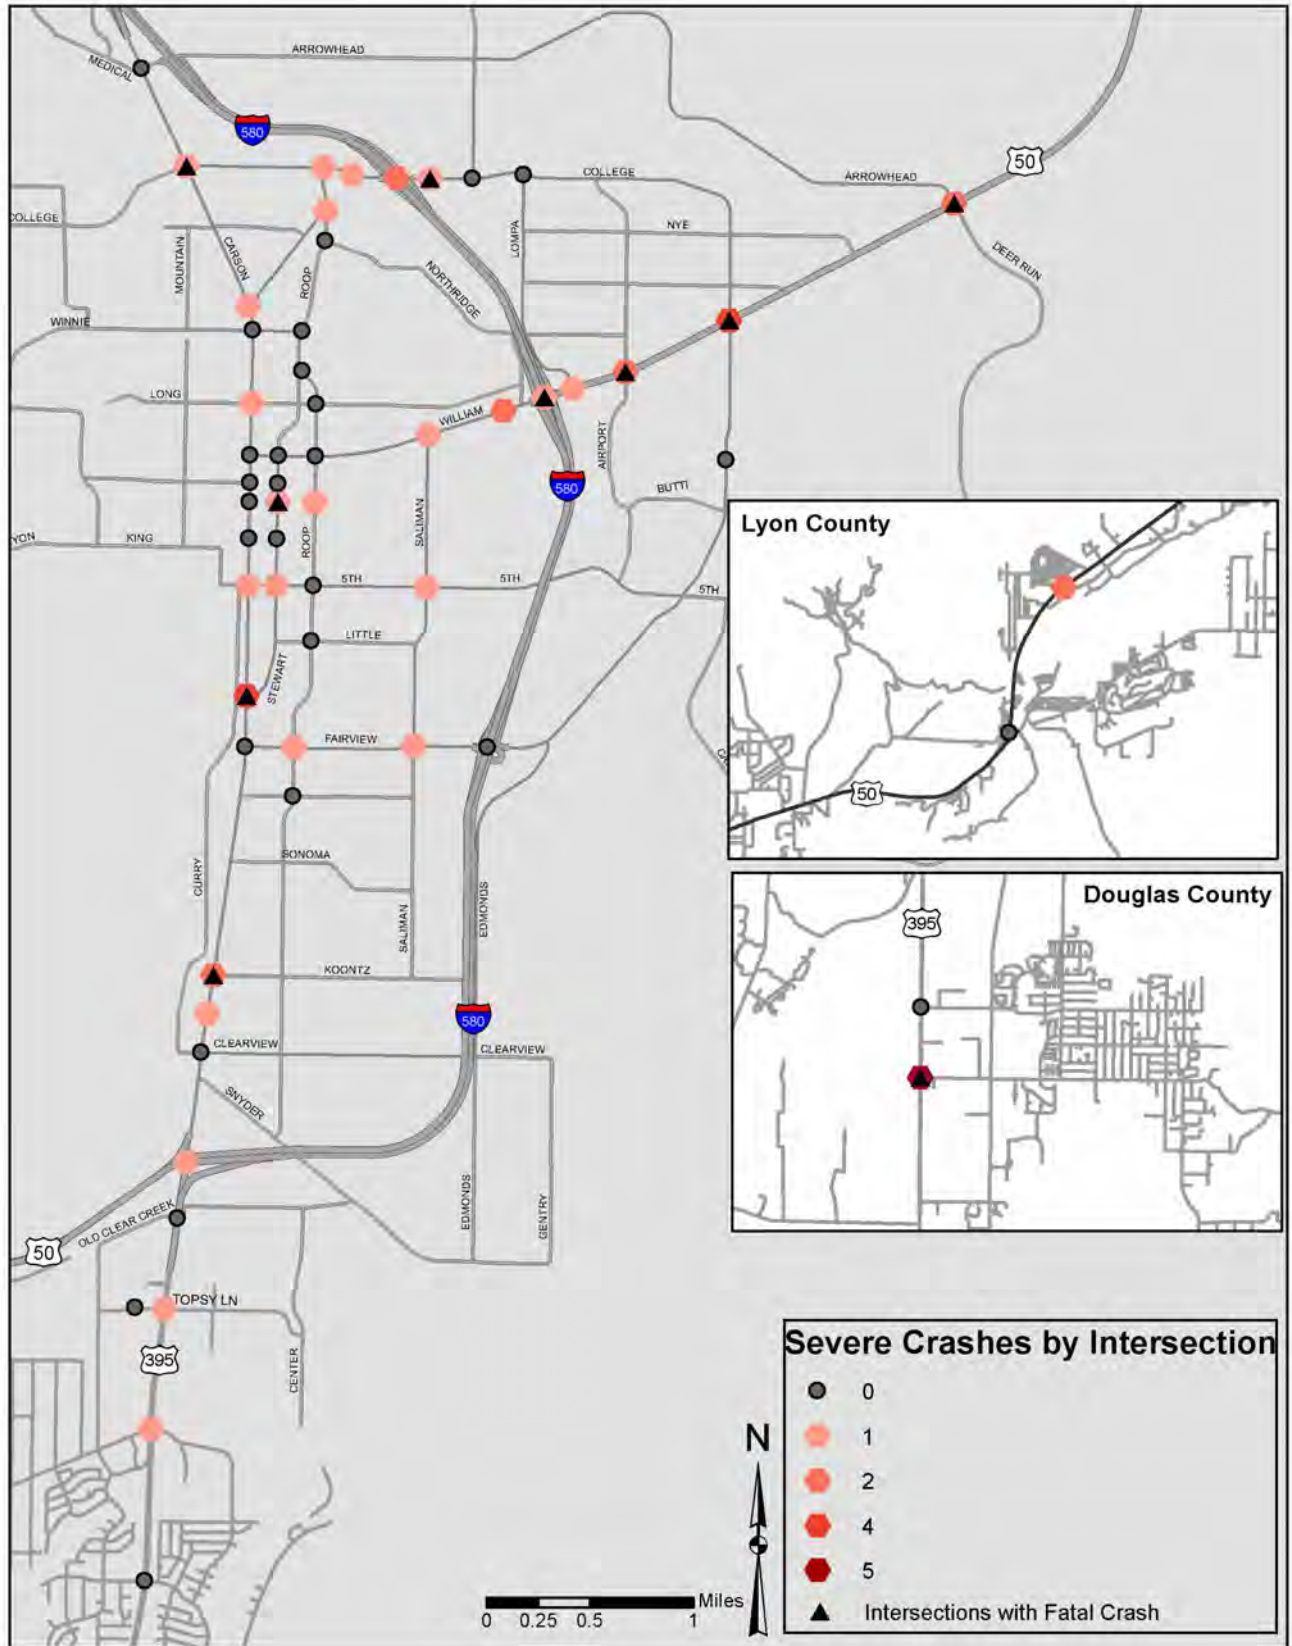 ARROWHEAD
MEDICAL
580
50
COLLEGE
ARROWHEAD
COLLEGE
NYE
MOUNTAIN
CARSON
ROOP
LOMPA
NORTHRIDGE
DEER RUN
WINNIE
LONG
WILLIAM
AIRPORT
580
BUTTI
SALIMAN
ROOP
KING
5TH
5TH
5TH
LITTLE
STEWART
FAIRVIEW
SONOMA
CURRY
SALIMAN
EDMONDS
KOONTZ
580
CLEARVIEW
CLEARVIEW
SNYDER
EDMONDS
GENTRY
OLD CLEAR CREEK
50
TOPSY LN
395
CENTER
Lyon County
50
Douglas County
395
Severe Crashes by Intersection
0
1
2
4
5
Intersections with Fatal Crash
N
Miles
0 0.25 0.5 1